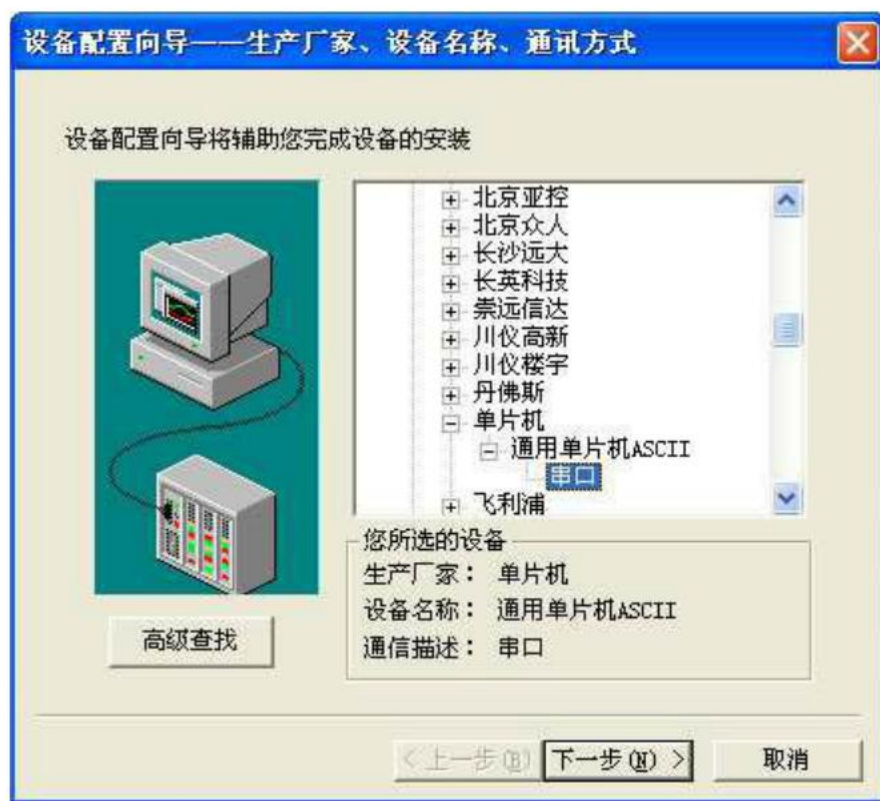 设备配置向导——生产厂家、设备名称、通讯方式
设备配置向导将辅助您完成设备的安装
北京亚控
北京众人
长沙远大
长英科技
崇远信达
川仪高新
川仪楼宇
丹佛斯
单片机
通用单片机ASCII
串口
飞利浦
您所选的设备
生产厂家： 单片机
设备名称： 通用单片机ASCII
通信描述： 串口
高级查找
< 上一步(B) 下一步(N) > 取消